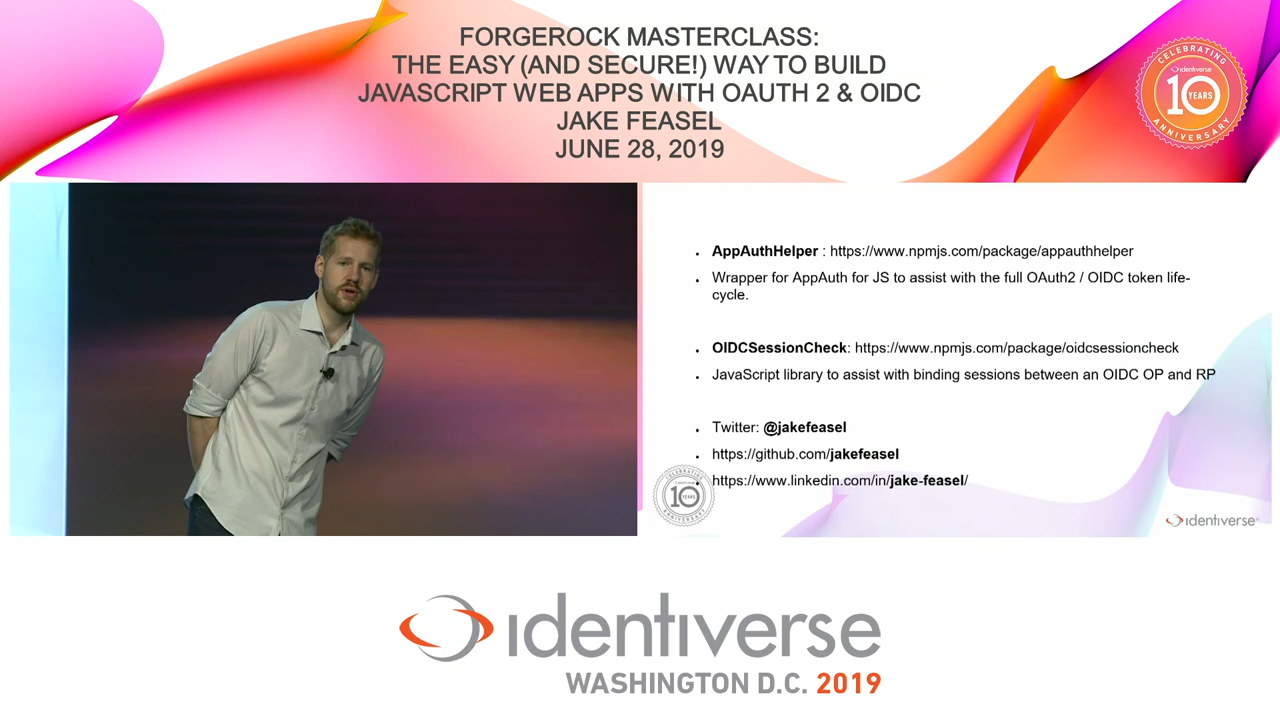 FORGEROCK MASTERCLASS:
THE EASY (AND SECURE!) WAY TO BUILD
JAVASCRIPT WEB APPS WITH OAUTH 2 & OIDC
JAKE FEASEL
JUNE 28, 2019
CELEBRATING
identiverse
10 YEARS
ANNIVERSARY
AppAuthHelper : https://www.npmjs.com/package/appauthhelper
Wrapper for AppAuth for JS to assist with the full OAuth2 / OIDC token life-
cycle.
OIDCSessionCheck: https://www.npmjs.com/package/oidcsessioncheck
JavaScript library to assist with binding sessions between an OIDC OP and RP
Twitter: @jakefeasel
https://github.com/jakefeasel
https://www.linkedin.com/in/jake-feasel/
CELEBRATING
10 YEARS
ANNIVERSARY
identiverse
identiverse
WASHINGTON D.C. 2019